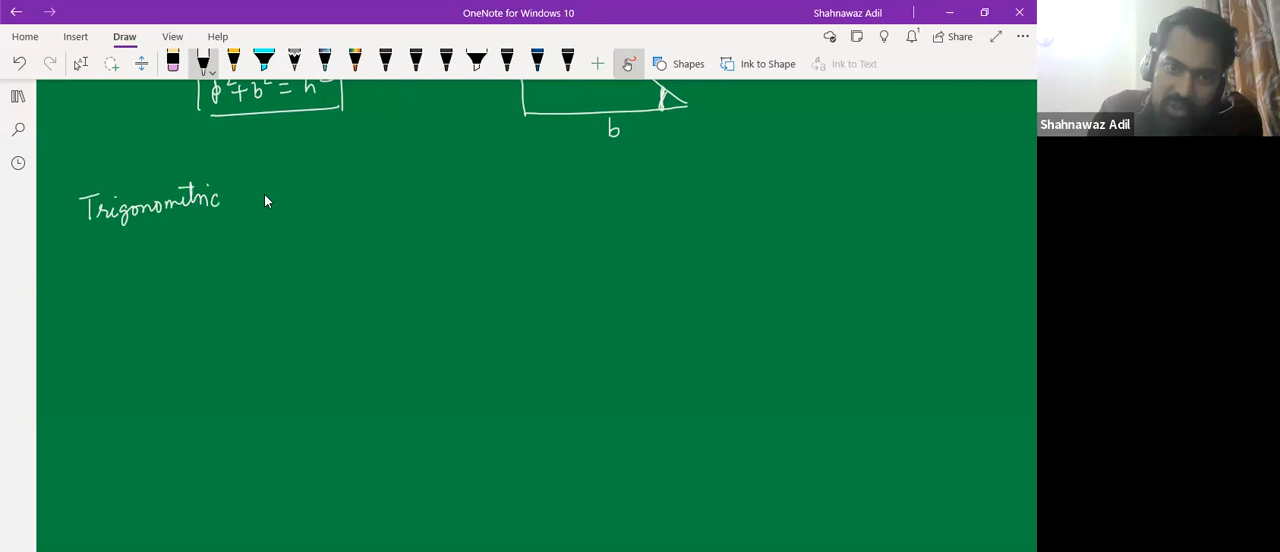 OneNote for Windows 10
Shahnawaz Adil
Home Insert Draw View Help
Share
Shapes Ink to Shape Ink to Text
p² + b² = h²
b
Shahnawaz Adil
Trigonometric